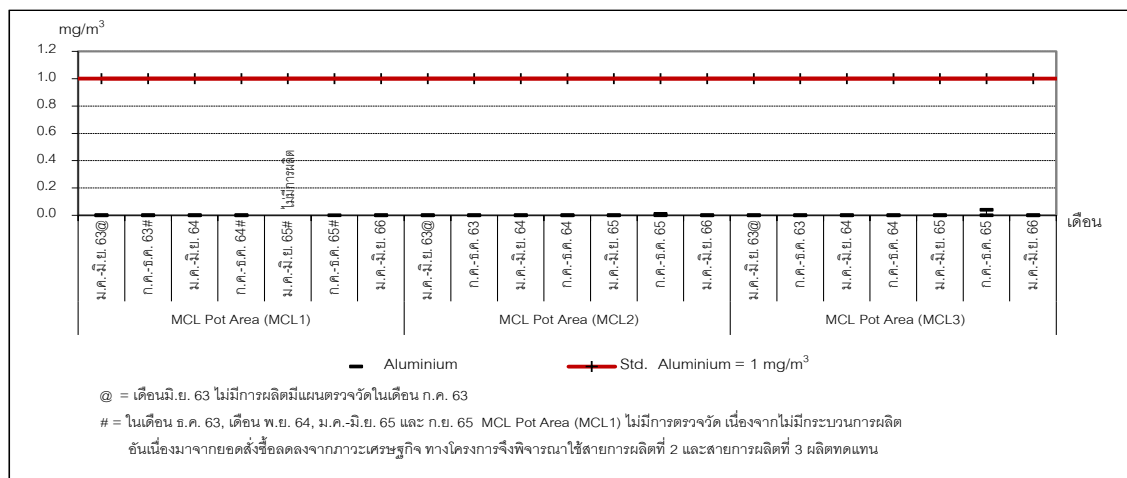 mg/m³
1.2
1.0
0.8
0.6
0.4
0.2
0.0
ไม่มีการผลิต
ม.ค.-มิ.ย. 63@
ก.ค.-ธ.ค. 63#
ม.ค.-มิ.ย. 64
ก.ค.-ธ.ค. 64#
ม.ค.-มิ.ย. 65#
ก.ค.-ธ.ค. 65#
ม.ค.-มิ.ย. 66
ม.ค.-มิ.ย. 63@
ก.ค.-ธ.ค. 63
ม.ค.-มิ.ย. 64
ก.ค.-ธ.ค. 64
ม.ค.-มิ.ย. 65
ก.ค.-ธ.ค. 65
ม.ค.-มิ.ย. 66
ม.ค.-มิ.ย. 63@
ก.ค.-ธ.ค. 63
ม.ค.-มิ.ย. 64
ก.ค.-ธ.ค. 64
ม.ค.-มิ.ย. 65
ก.ค.-ธ.ค. 65
ม.ค.-มิ.ย. 66
เดือน
MCL Pot Area (MCL1) MCL Pot Area (MCL2) MCL Pot Area (MCL3)
Aluminium Std. Aluminium = 1 mg/m³
@ = เดือนมิ.ย. 63 ไม่มีการผลิตมีแผนตรวจวัดในเดือน ก.ค. 63
# = ในเดือน ธ.ค. 63, เดือน พ.ย. 64, ม.ค.-มิ.ย. 65 และ ก.ย. 65 MCL Pot Area (MCL1) ไม่มีการตรวจวัด เนื่องจากไม่มีกระบวนการผลิต
อันเนื่องมาจากยอดสั่งซื้อลดลงจากภาวะเศรษฐกิจ ทางโครงการจึงพิจารณาใช้สายการผลิตที่ 2 และสายการผลิตที่ 3 ผลิตทดแทน